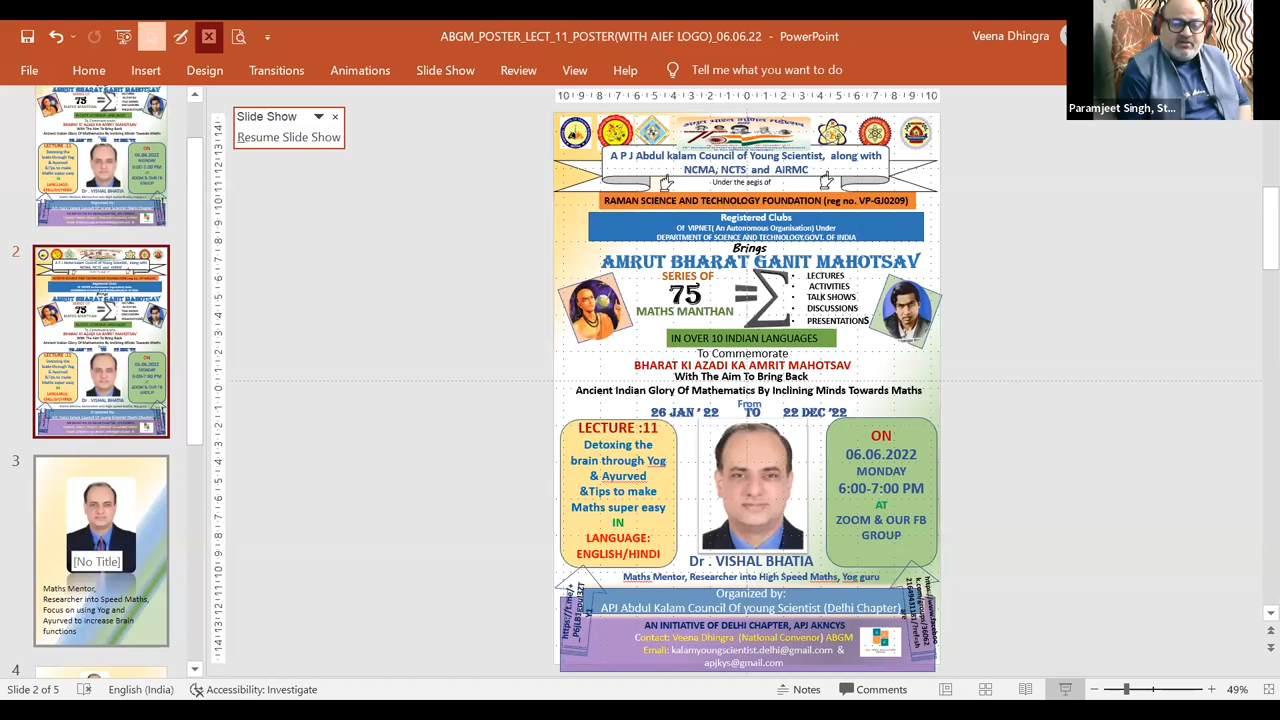 ABGM_POSTER_LECT_11_POSTER(WITH AIEF LOGO)_06.06.22 - PowerPoint
Veena Dhingra
Paramjeet Singh, St...
File Home Insert Design Transitions Animations Slide Show Review View Help Tell me what you want to do
Slide Show
Resume Slide Show
A P J Abdul kalam Council of Young Scientist, along with
NCMA, NCTS and AiRMC
Under the aegis of
RAMAN SCIENCE AND TECHNOLOGY FOUNDATION (reg no. VP-GJ0209)
Registered Clubs
Of VIPNET( An Autonomous Organisation) Under
DEPARTMENT OF SCIENCE AND TECHNOLOGY,GOVT. OF INDIA
Brings
AMRUT BHARAT GANIT MAHOTSAV
SERIES OF
75
MATHS MANTHAN
=Σ
• LECTURES
• ACTIVITIES
• TALK SHOWS
• DISCUSSIONS
• PRESENTATIONS
IN OVER 10 INDIAN LANGUAGES
To Commemorate
BHARAT KI AZADI KA AMRIT MAHOTSAV
With The Aim To Bring Back
Ancient Indian Glory Of Mathematics By Inclining Minds Towards Maths
From
26 JAN ' 22 TO 22 DEC '22
LECTURE :11
Detoxing the
brain through Yog
& Ayurved
&Tips to make
Maths super easy
IN
LANGUAGE:
ENGLISH/HINDI
ON
06.06.2022
MONDAY
6:00-7:00 PM
AT
ZOOM & OUR FB
GROUP
Dr . VISHAL BHATIA
Maths Mentor, Researcher into High Speed Maths, Yog guru
Organized by:
APJ Abdul Kalam Council Of young Scientist (Delhi Chapter)
AN INITIATIVE OF DELHI CHAPTER, APJ AKNCYS
Contact: Veena Dhingra (National Convenor) ABGM
Email: kalamyoungscientist.delhi@gmail.com &
apjkys@gmail.com
2
3
[No Title]
Maths Mentor,
Researcher into Speed Maths,
Focus on using Yog and
Ayurved to increase Brain
functions
4
Slide 2 of 5
English (India)
Accessibility: Investigate
Notes
Comments
49%